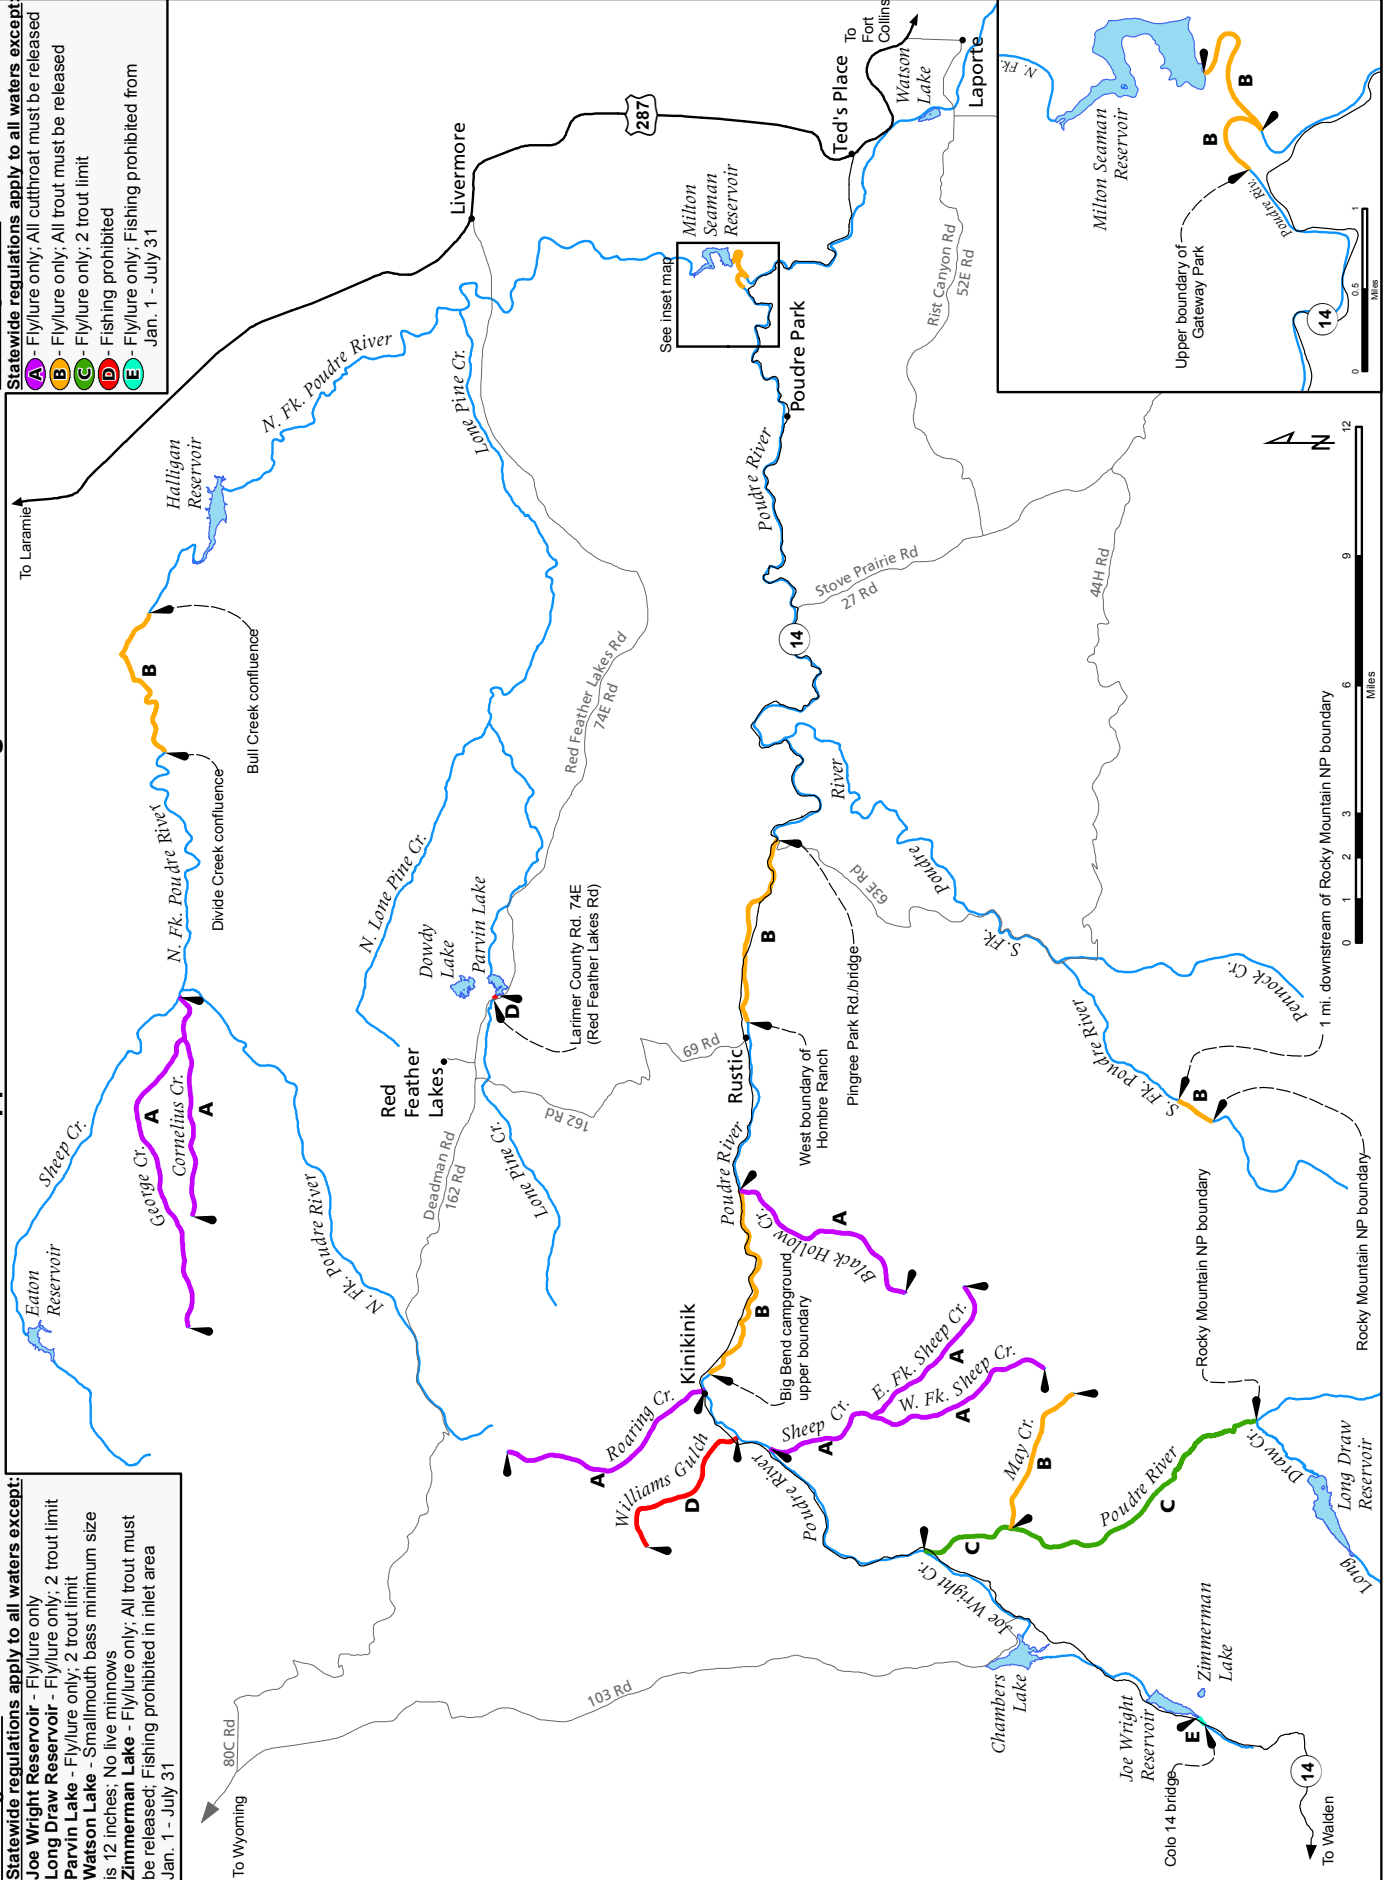 Statewide regulations apply to all waters except:
Joe Wright Reservoir - Fly/lure only
Long Draw Reservoir - Fly/lure only; 2 trout limit
Parvin Lake - Fly/lure only; 2 trout limit
Watson Lake - Smallmouth bass minimum size
is 12 inches; No live minnows
Zimmerman Lake - Fly/lure only; All trout must
be released; Fishing prohibited in inlet area
Jan. 1 - July 31
Statewide regulations apply to all waters except:
A - Fly/lure only; All cutthroat must be released
B - Fly/lure only; All trout must be released
C - Fly/lure only; 2 trout limit
D - Fishing prohibited
E - Fly/lure only; Fishing prohibited from
Jan. 1 - July 31
To Wyoming
80C Rd
103 Rd
Eaton
Reservoir
Sheep Cr.
George Cr.
A
Cornelius Cr.
A
N. Fk. Poudre River
N. Fk. Poudre River
Divide Creek confluence
B
Bull Creek confluence
Halligan
Reservoir
To Laramie
N. Fk. Poudre River
Livermore
287
Deadman Rd
162 Rd
Lone Pine Cr.
162 Rd
Red
Feather
Lakes
D
Larimer County Rd. 74E
(Red Feather Lakes Rd)
Dowdy
Lake
Parvin Lake
N. Lone Pine Cr.
Red Feather Lakes Rd
74E Rd
Lone Pine Cr.
See inset map
Milton
Seaman
Reservoir
Ted's Place
To
Fort
Collins
Watson
Lake
Laporte
Rist Canyon Rd
52E Rd
Poudre Park
Poudre River
Stove Prairie Rd
27 Rd
14
44H Rd
A
Roaring Cr.
Williams Gulch
D
Kinikinik
Big Bend campground
upper boundary
B
Poudre River
Black Hollow Cr.
A
Rustic
69 Rd
West boundary of
Hombre Ranch
B
Pingree Park Rd./bridge
63E Rd
S. Fk.
Poudre
River
Pennock Cr.
S. Fk. Poudre River
B
1 mi. downstream of Rocky Mountain NP boundary
Rocky Mountain NP boundary
Rocky Mountain NP boundary
Poudre River
Sheep Cr.
A
E. Fk. Sheep Cr.
A
W. Fk. Sheep Cr.
A
May Cr.
B
C
Poudre River
C
Joe Wright Cr.
Chambers
Lake
Joe Wright
Reservoir
Zimmerman
Lake
E
Colo 14 bridge
14
To Walden
Long
Draw Cr.
Long Draw
Reservoir
0 1 2 3 6 9 12
Miles
N
N. Fk.
Milton Seaman
Reservoir
B
B
Upper boundary of
Gateway Park
Poudre Riv.
14
0 0.5 1
Miles